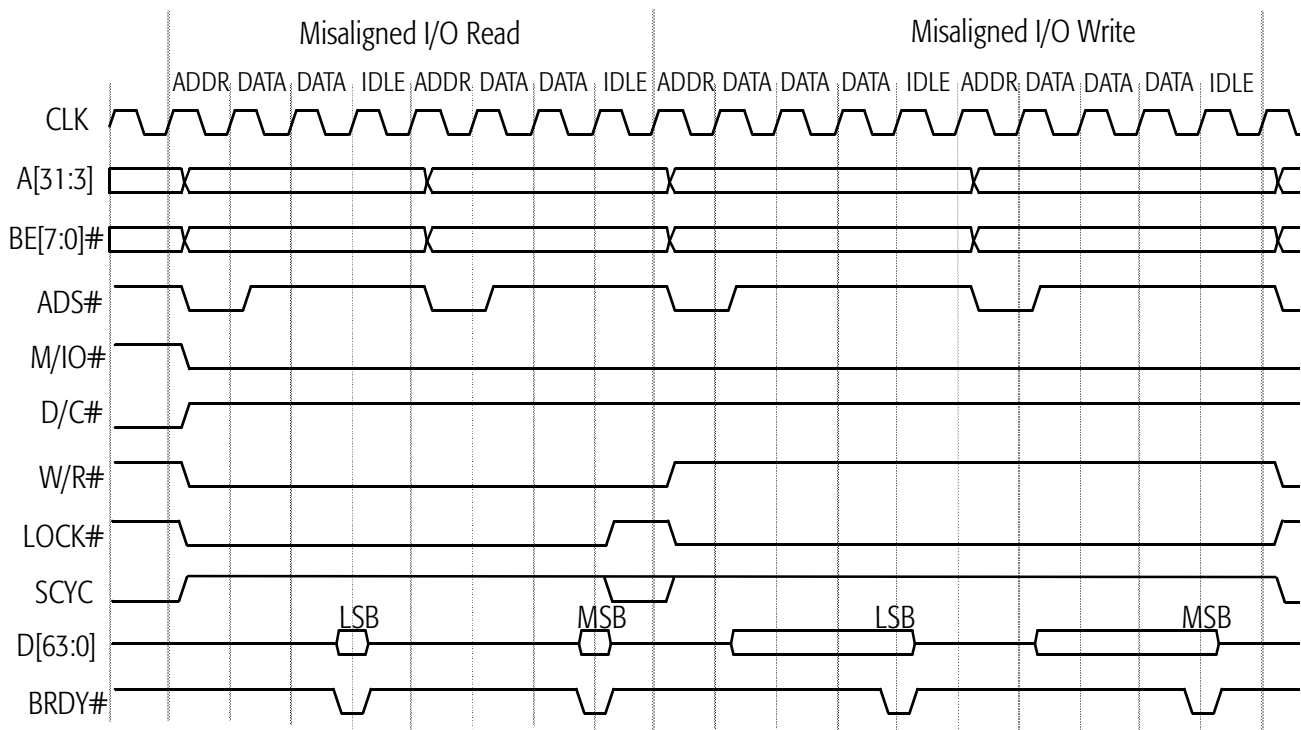 Misaligned I/O Read Misaligned I/O Write
ADDR DATA DATA IDLE ADDR DATA DATA IDLE ADDR DATA DATA DATA IDLE ADDR DATA DATA DATA IDLE
CLK
A[31:3]
BE[7:0]#
ADS#
M/IO#
D/C#
W/R#
LOCK#
SCYC
LSB MSB LSB MSB
D[63:0]
BRDY#